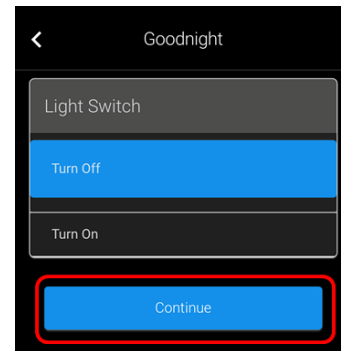 Goodnight
Light Switch
Turn Off
Turn On
Continue